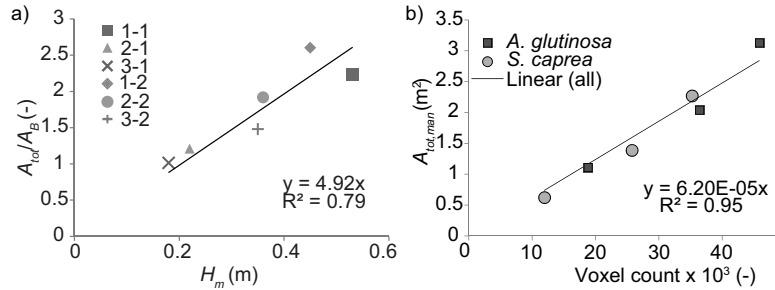 a)
3
2.5
2
1.5
1
0.5
0
A_tot/A_B (-)
1-1
2-1
3-1
1-2
2-2
3-2
y = 4.92x
R² = 0.79
0
0.2
0.4
0.6
H_m (m)
b)
3.5
3
2.5
2
1.5
1
0.5
0
A_tot,man (m²)
A. glutinosa
S. caprea
Linear (all)
y = 6.20E-05x
R² = 0.95
0
10
20
30
40
Voxel count x 10³ (-)